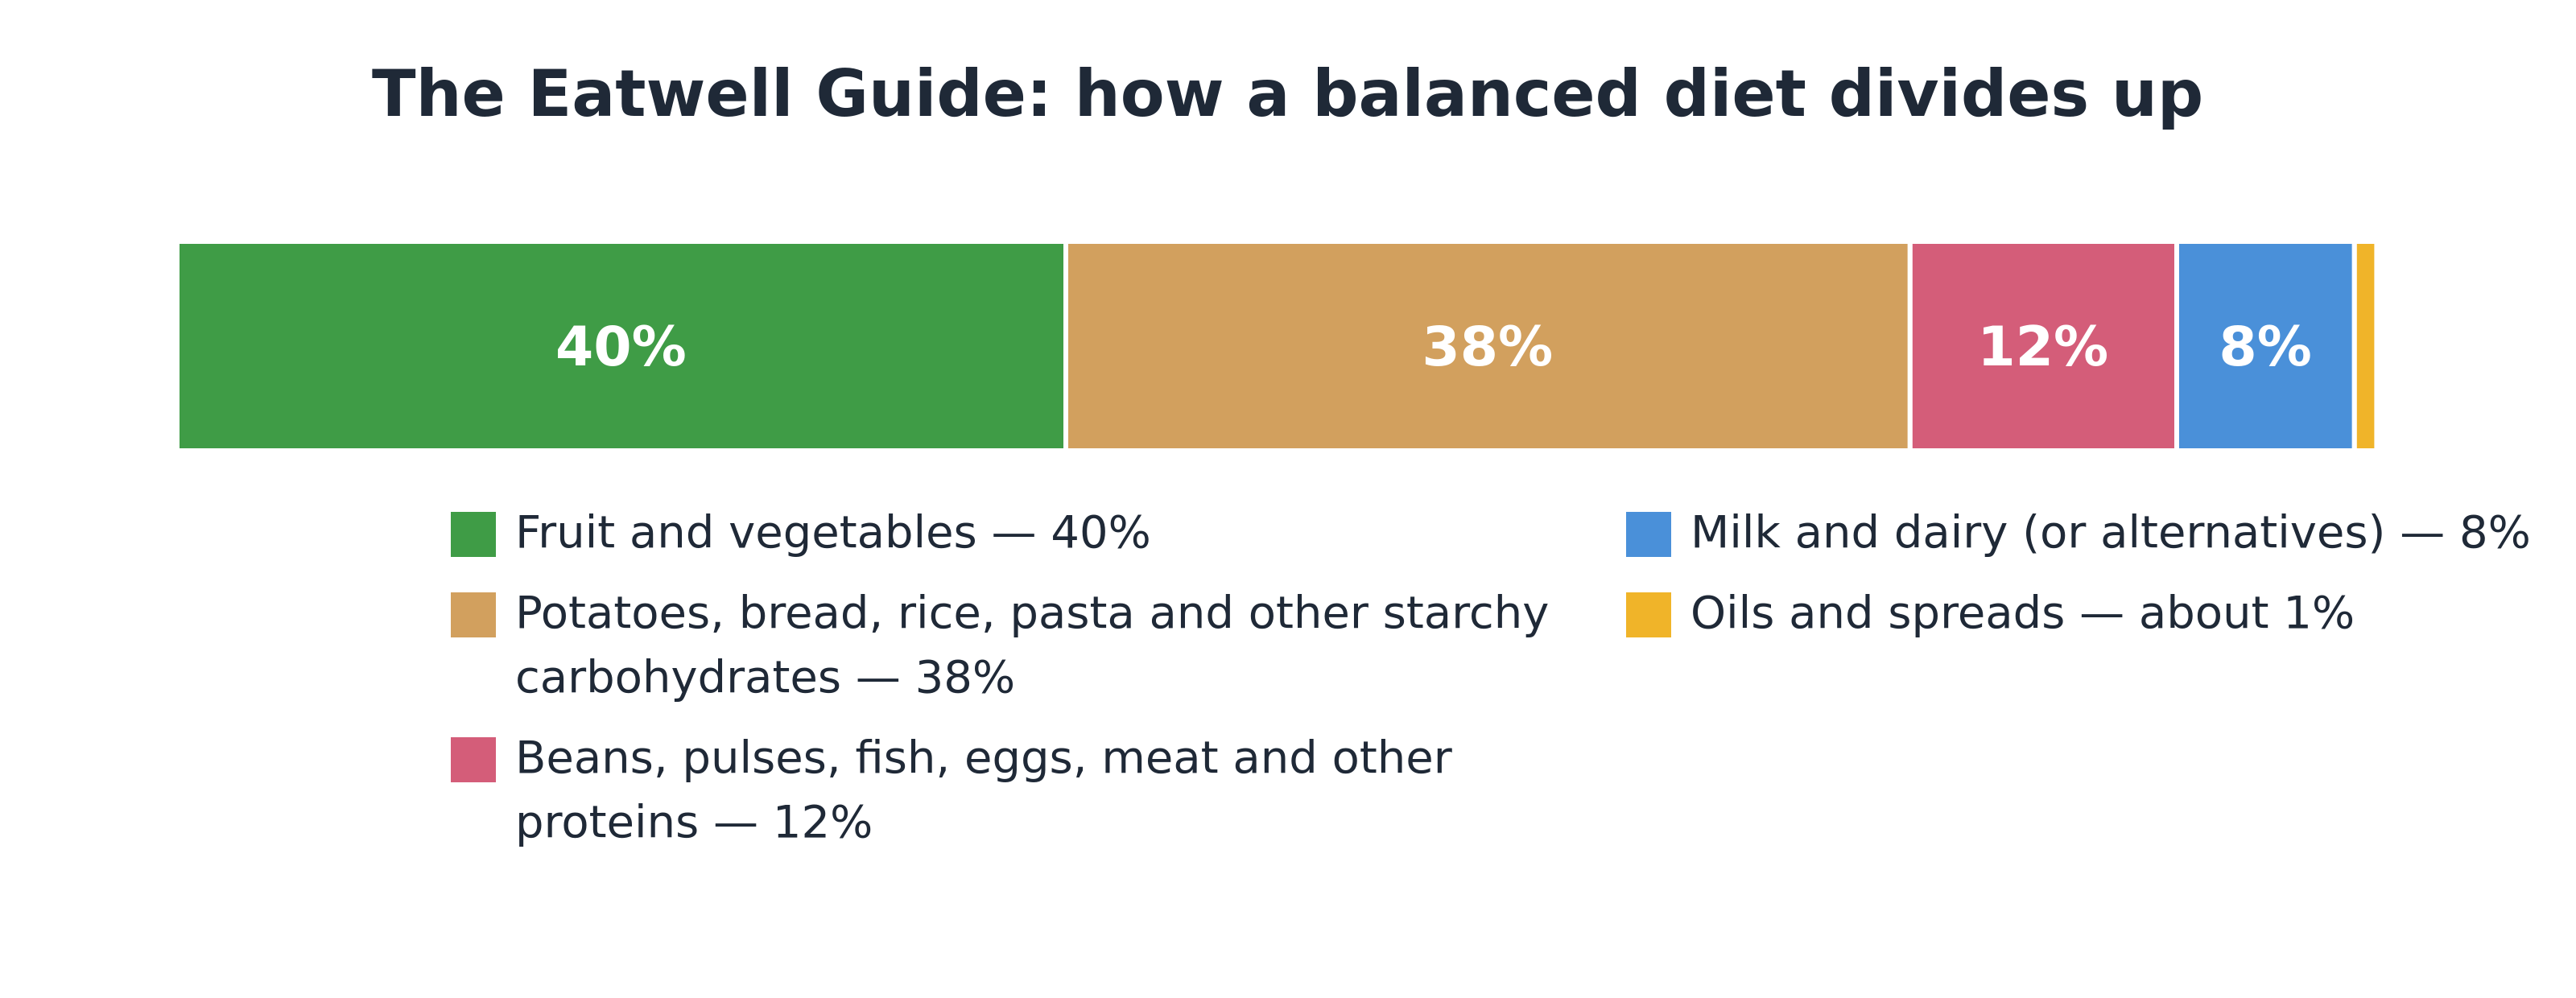 The Eatwell Guide: how a balanced diet divides up
40%
38%
12%
8%
Fruit and vegetables — 40%
Potatoes, bread, rice, pasta and other starchy
carbohydrates — 38%
Beans, pulses, fish, eggs, meat and other
proteins — 12%
Milk and dairy (or alternatives) — 8%
Oils and spreads — about 1%